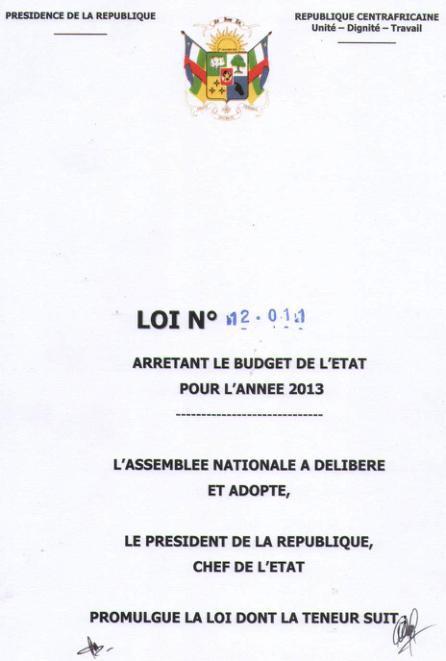 PRESIDENCE DE LA REPUBLIQUE
REPUBLIQUE CENTRAFRICAINE
Unité – Dignité – Travail
LOI N° 12 - 011
ARRETANT LE BUDGET DE L'ETAT
POUR L'ANNEE 2013
-----------------------------
L'ASSEMBLEE NATIONALE A DELIBERE
ET ADOPTE,
LE PRESIDENT DE LA REPUBLIQUE,
CHEF DE L'ETAT
PROMULGUE LA LOI DONT LA TENEUR SUIT